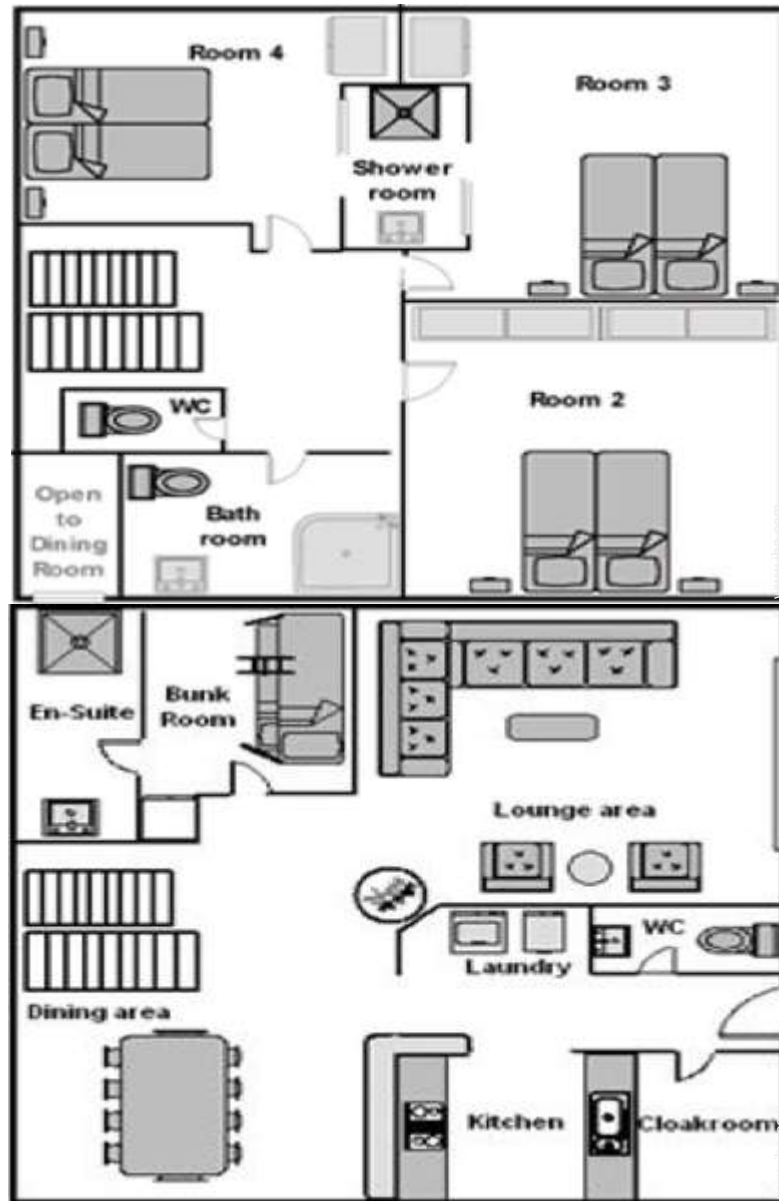 Room 4
Room 3
Shower
room
Room 2
WC
Open
to
Dining
Room
Bath
room
En-Suite
Bunk
Room
Lounge area
WC
Laundry
Dining area
Kitchen
Cloakroom